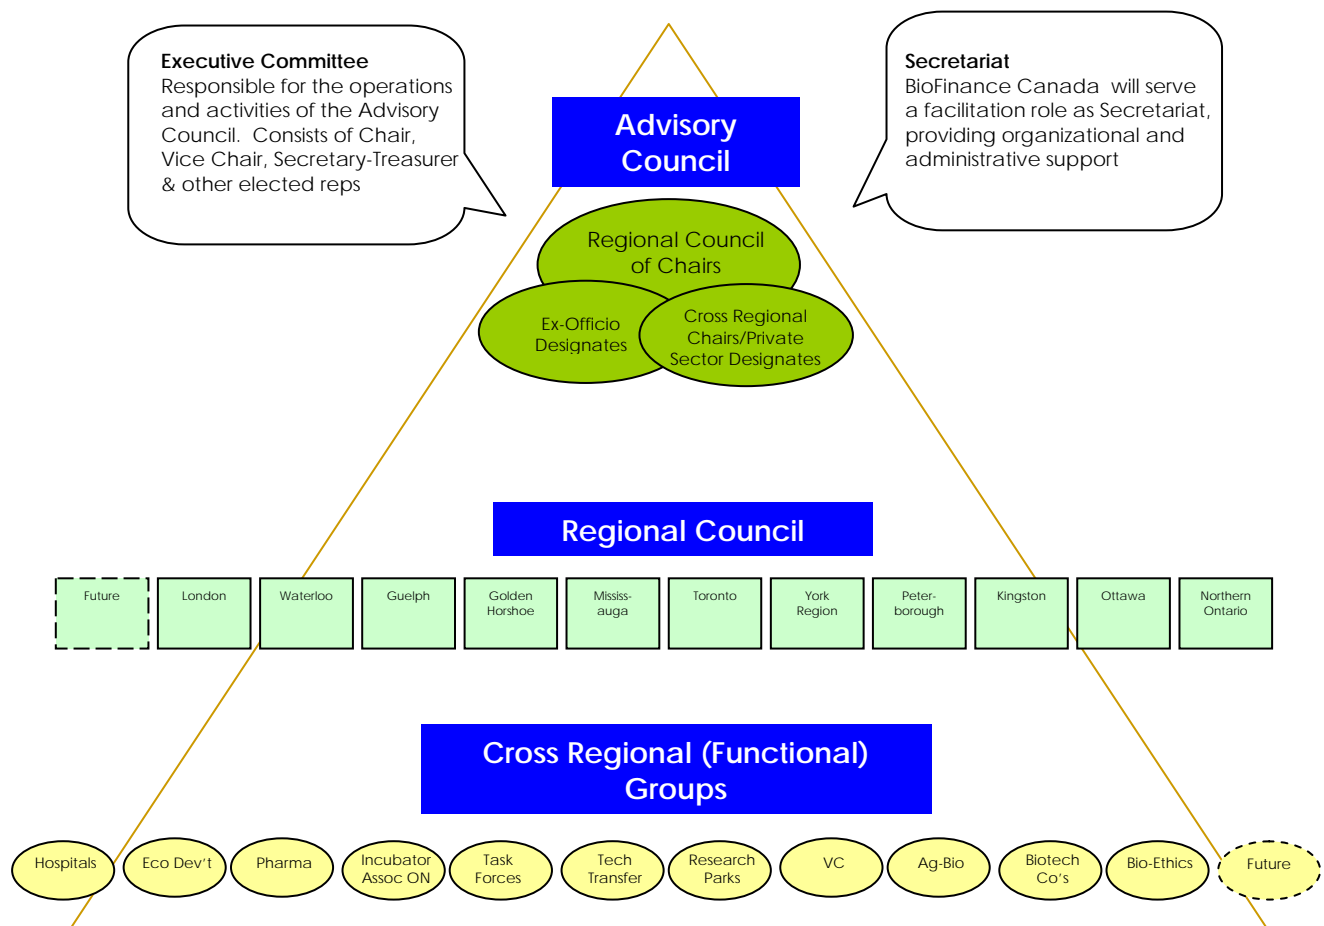 Executive Committee
Responsible for the operations
and activities of the Advisory
Council. Consists of Chair,
Vice Chair, Secretary-Treasurer
& other elected reps
Advisory
Council
Secretariat
BioFinance Canada will serve
a facilitation role as Secretariat,
providing organizational and
administrative support
Regional Council
of Chairs
Ex-Officio
Designates
Cross Regional
Chairs/Private
Sector Designates
Regional Council
Future
London
Waterloo
Guelph
Golden
Horshoe
Mississ-
auga
Toronto
York
Region
Peter-
borough
Kingston
Ottawa
Northern
Ontario
Cross Regional (Functional)
Groups
Hospitals
Eco Dev't
Pharma
Incubator
Assoc ON
Task
Forces
Tech
Transfer
Research
Parks
VC
Ag-Bio
Biotech
Co's
Bio-Ethics
Future